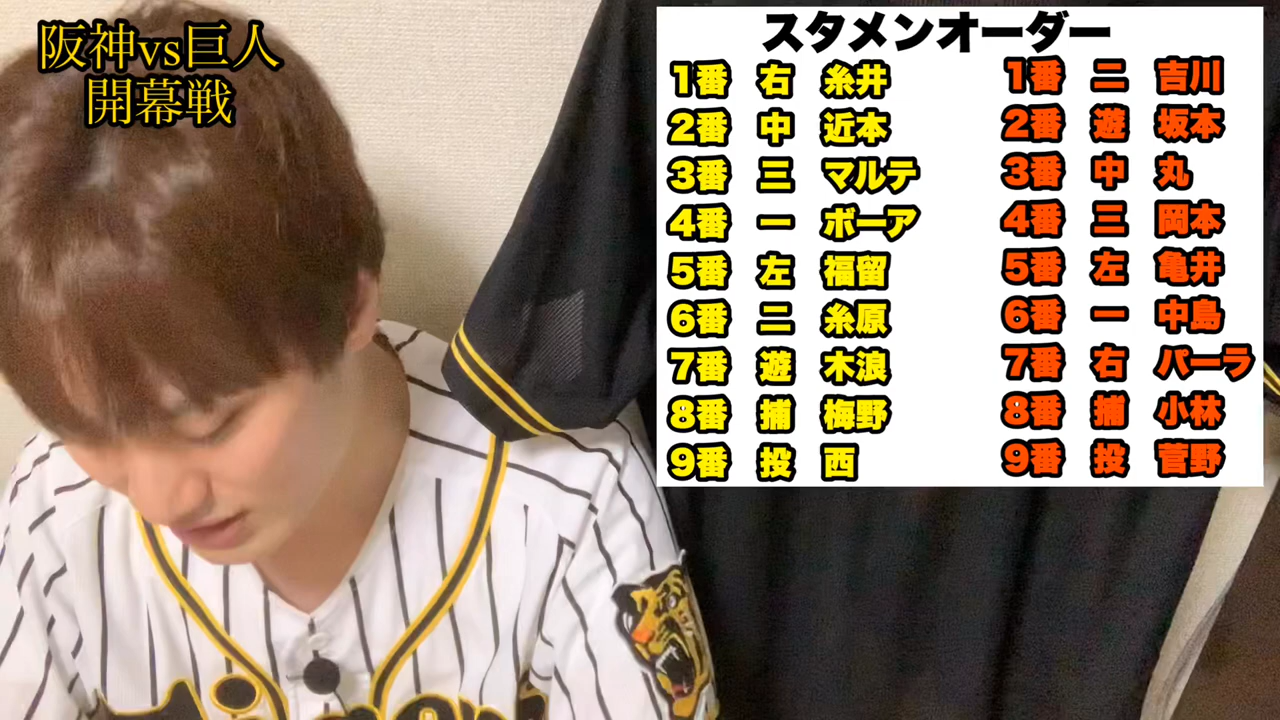 阪神vs巨人
開幕戦
スタメンオーダー
1番 右 糸井
2番 中 近本
3番 三 マルテ
4番 一 ボーア
5番 左 福留
6番 二 糸原
7番 遊 木浪
8番 捕 梅野
9番 投 西
1番 二 吉川
2番 遊 坂本
3番 中 丸
4番 三 岡本
5番 左 亀井
6番 一 中島
7番 右 パーラ
8番 捕 小林
9番 投 菅野